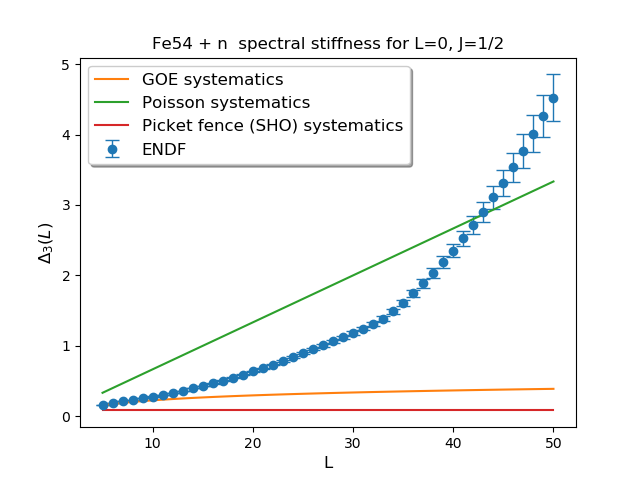 Fe54 + n  spectral stiffness for L=0, J=1/2
GOE systematics
Poisson systematics
Picket fence (SHO) systematics
ENDF
Δ₃(L)
5
4
3
2
1
0
10 20 30 40 50
L